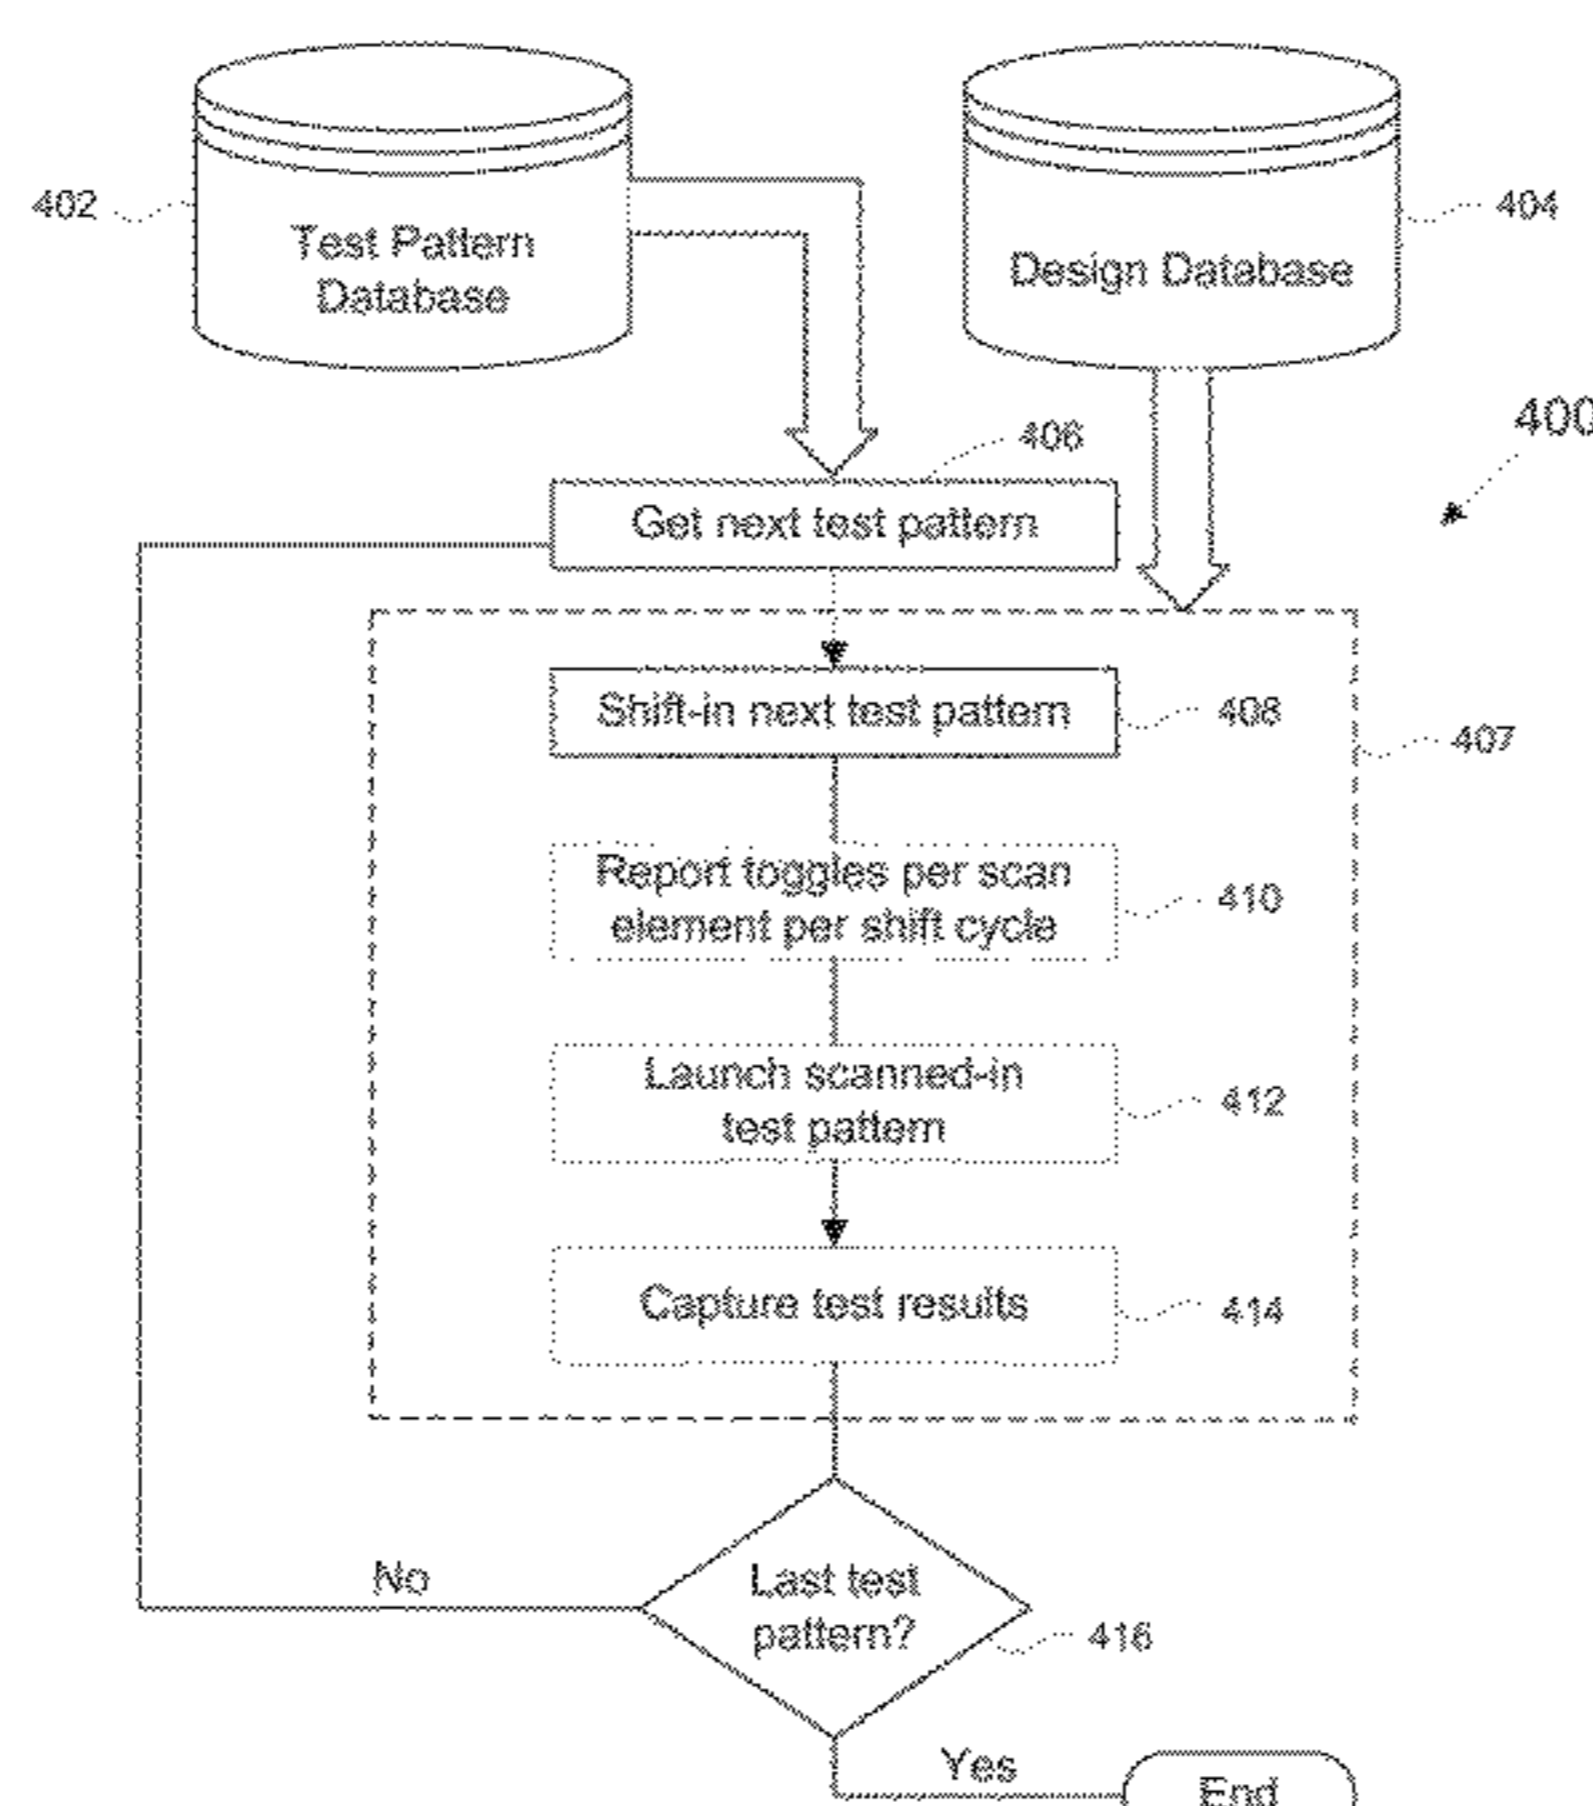 402
Test Pattern
Database
Design Database
404
400
406
Get next test pattern
Shift-in next test pattern
408
407
Report toggles per scan
element per shift cycle
410
Launch scanned-in
test pattern
412
Capture test results
414
No
Last test
pattern?
416
Yes
End